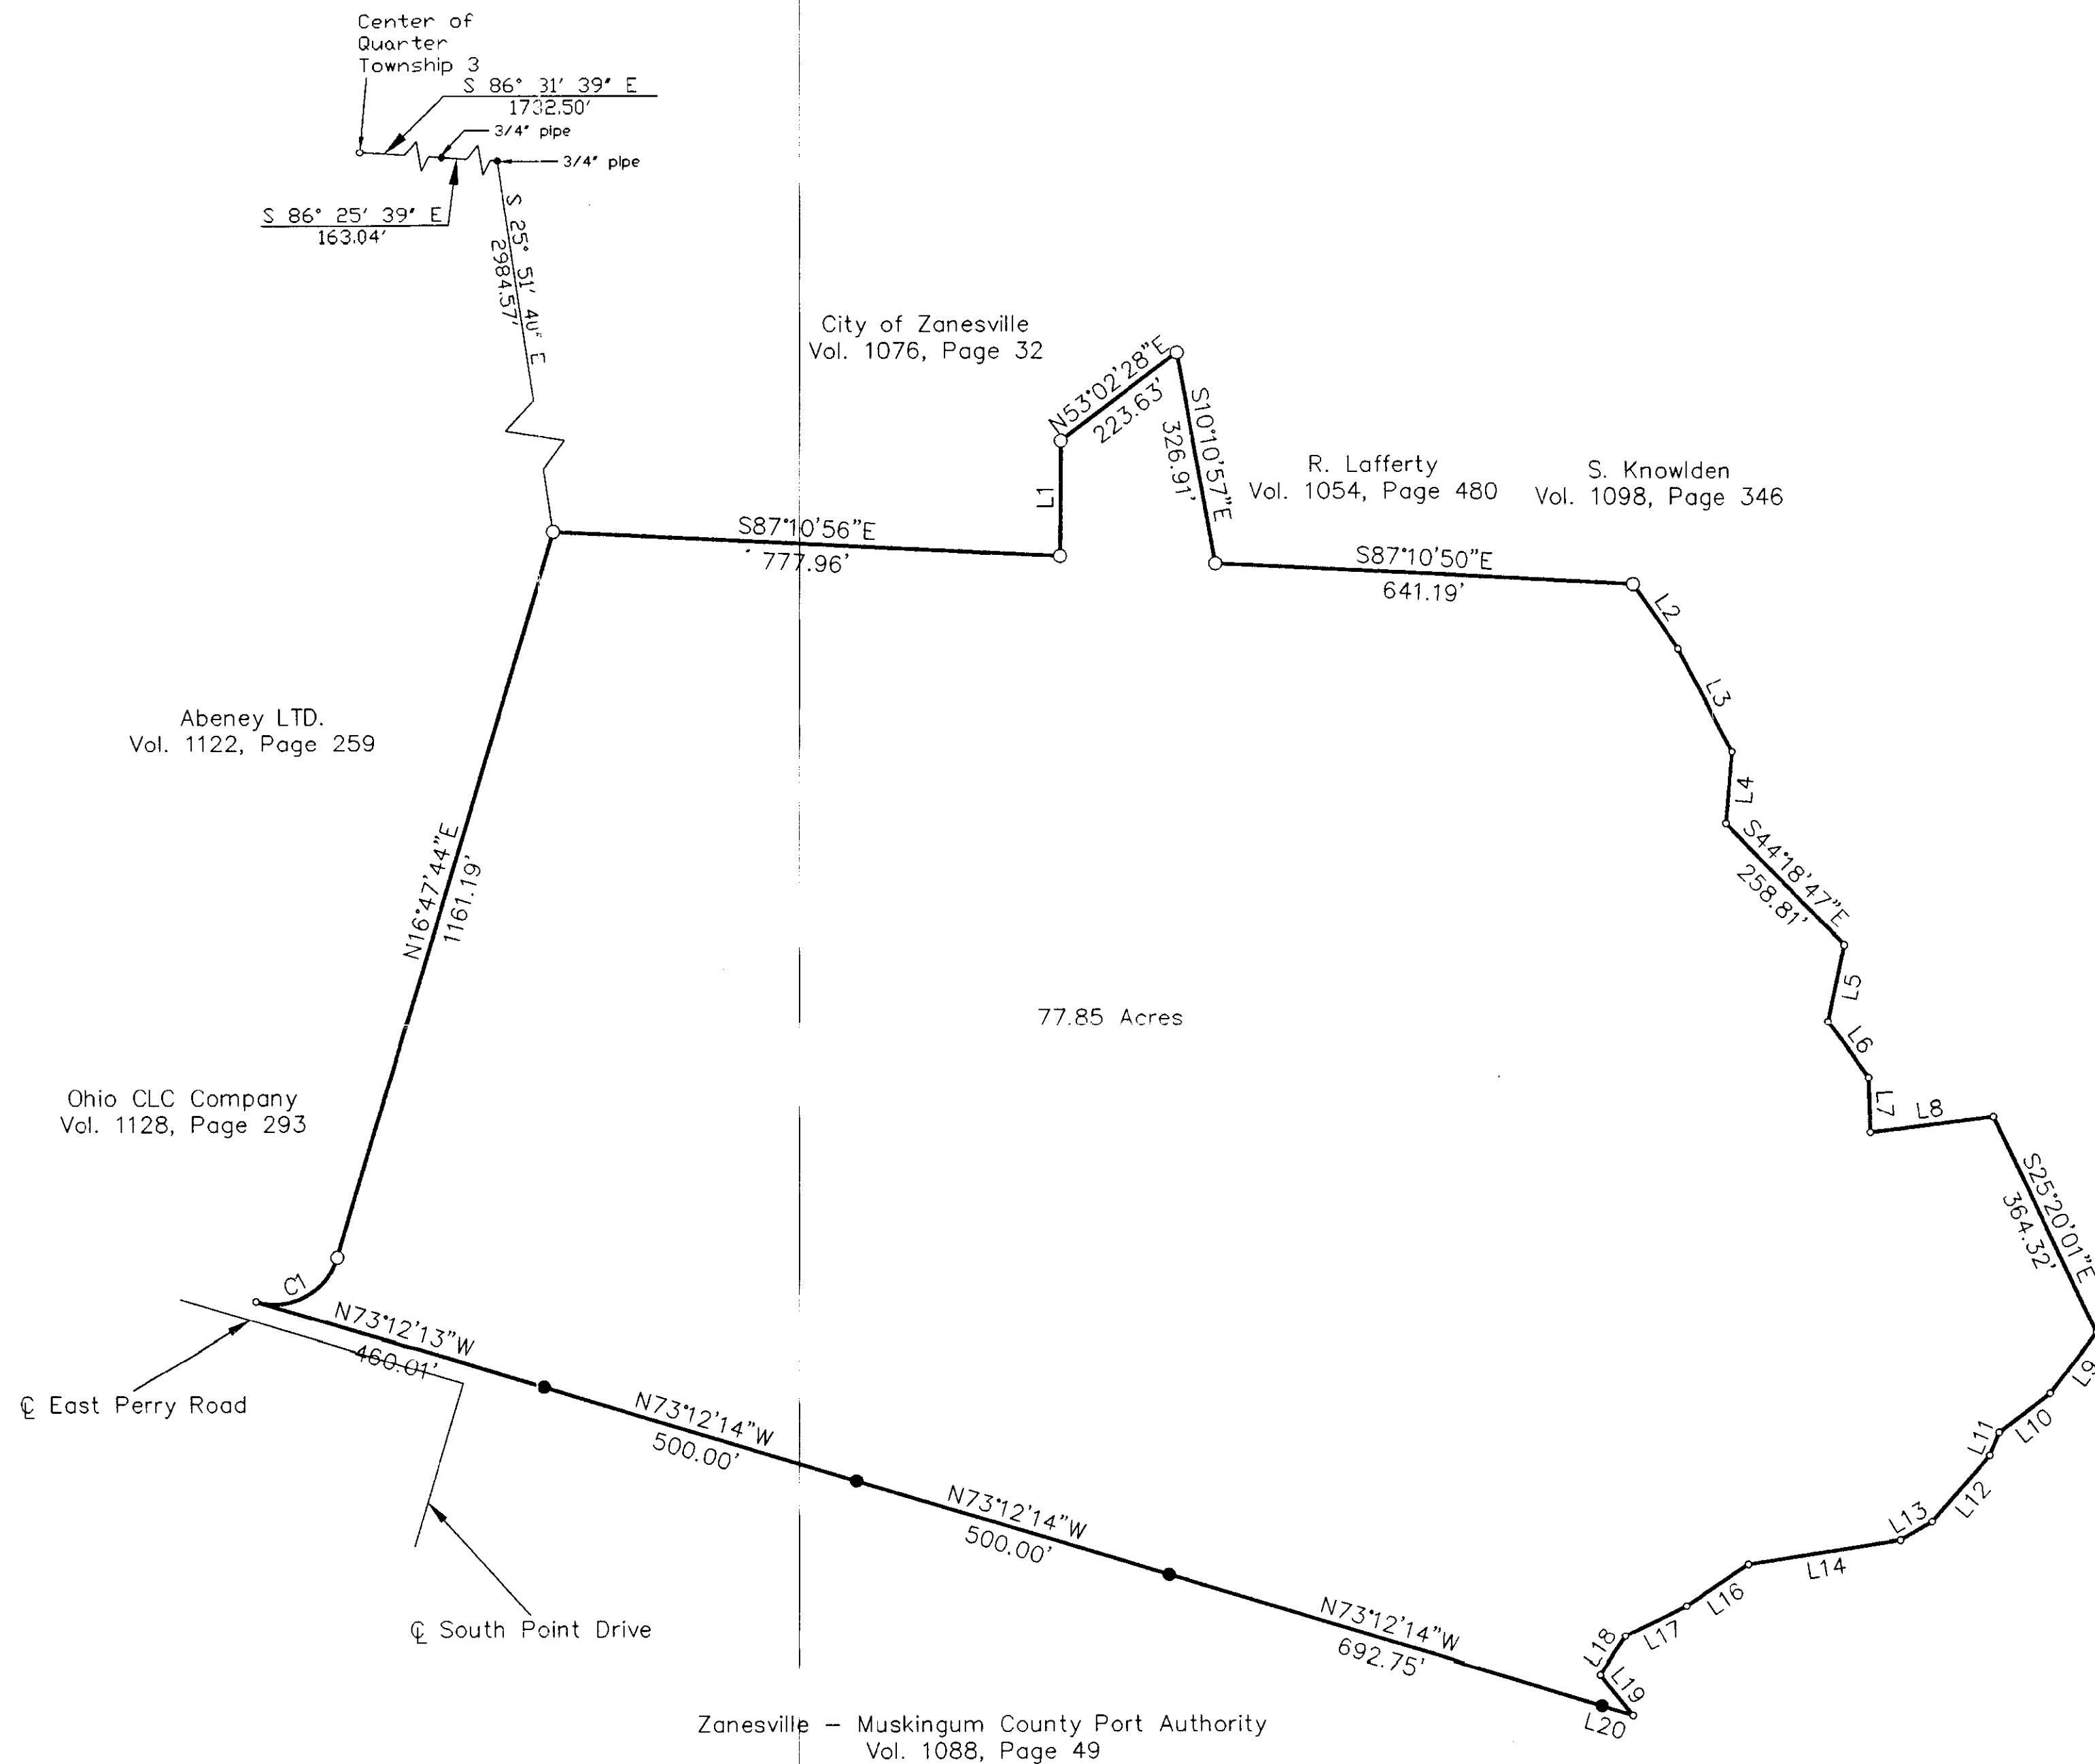 Center of
Quarter
Township 3
S 86° 31' 39" E
1732.50'
3/4" pipe
3/4" pipe
S 86° 25' 39" E
163.04'
S 25° 51' 40" E
2984.57'
City of Zanesville
Vol. 1076, Page 32
N53°02'28"E
223.63'
S10°10'57"E
326.91'
L1
R. Lafferty
Vol. 1054, Page 480
S. Knowlden
Vol. 1098, Page 346
S87°10'56"E
777.96'
S87°10'50"E
641.19'
L2
L3
L4
Abeney LTD.
Vol. 1122, Page 259
S44°18'47"E
258.81'
N16°47'44"E
1161.19'
L5
77.85 Acres
L6
L7
L8
Ohio CLC Company
Vol. 1128, Page 293
S25°20'01"E
364.32'
C1
N73°12'13"W
460.01'
L9
℄ East Perry Road
L10
L11
N73°12'14"W
500.00'
L12
N73°12'14"W
500.00'
L13
L14
L16
N73°12'14"W
692.75'
L17
L18
℄ South Point Drive
L19
L20
Zanesville – Muskingum County Port Authority
Vol. 1088, Page 49